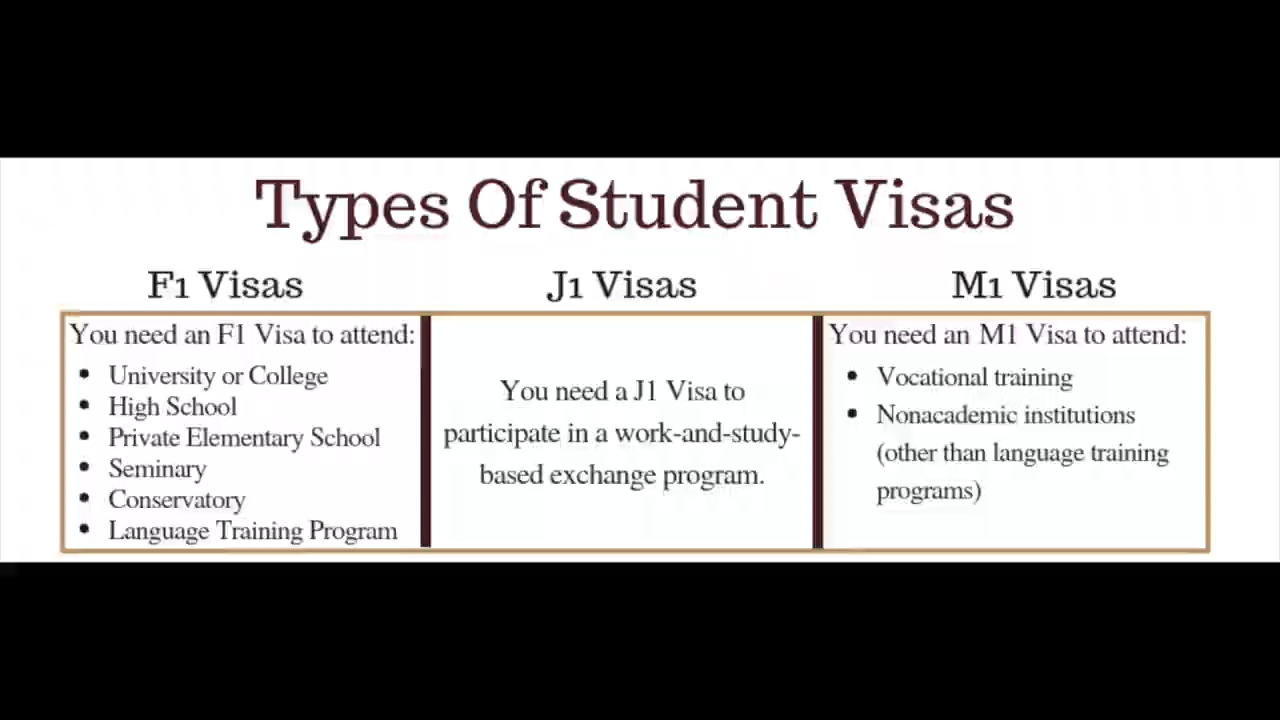 Types Of Student Visas
F1 Visas
You need an F1 Visa to attend:
• University or College
• High School
• Private Elementary School
• Seminary
• Conservatory
• Language Training Program
J1 Visas
You need a J1 Visa to
participate in a work-and-study-
based exchange program.
M1 Visas
You need an M1 Visa to attend:
• Vocational training
• Nonacademic institutions
(other than language training
programs)